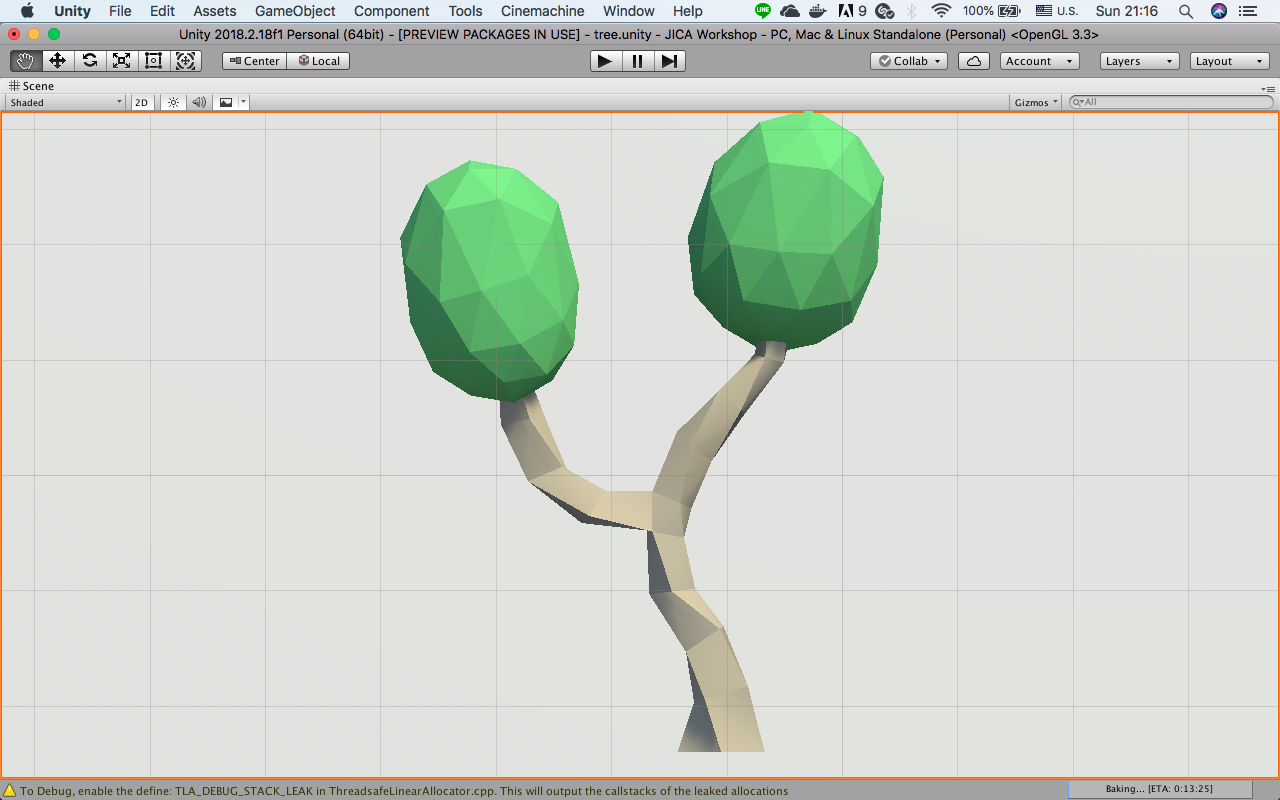 Unity File Edit Assets GameObject Component Tools Cinemachine Window Help LINE 9 100% U.S. Sun 21:16
Unity 2018.2.18f1 Personal (64bit) - [PREVIEW PACKAGES IN USE] - tree.unity - JICA Workshop - PC, Mac & Linux Standalone (Personal) <OpenGL 3.3>
Center Local Collab Account Layers Layout
Scene
Shaded 2D Gizmos All
To Debug, enable the define: TLA_DEBUG_STACK_LEAK in ThreadsafeLinearAllocator.cpp. This will output the callstacks of the leaked allocations Baking... [ETA: 0:13:25]